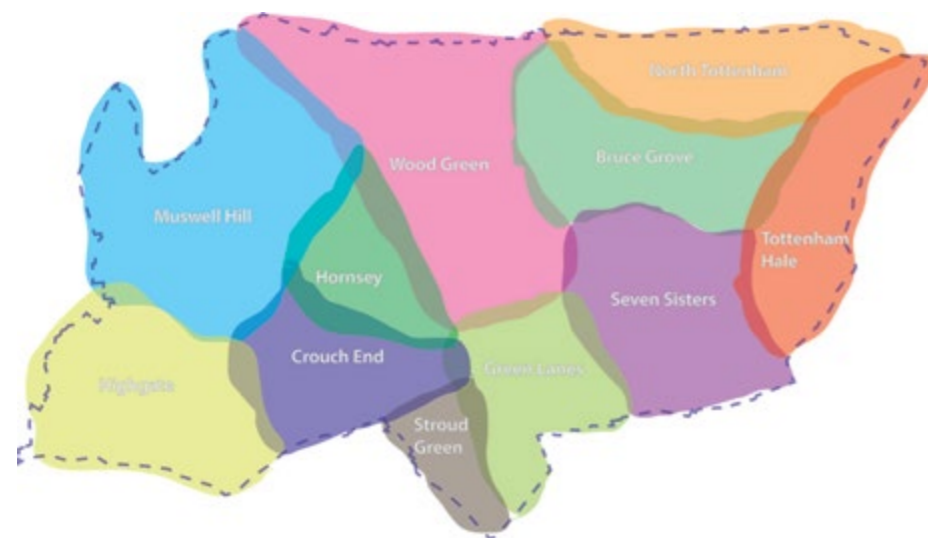 North Tottenham
Wood Green
Bruce Grove
Muswell Hill
Tottenham
Hale
Hornsey
Seven Sisters
Crouch End
Green Lanes
Highgate
Stroud
Green